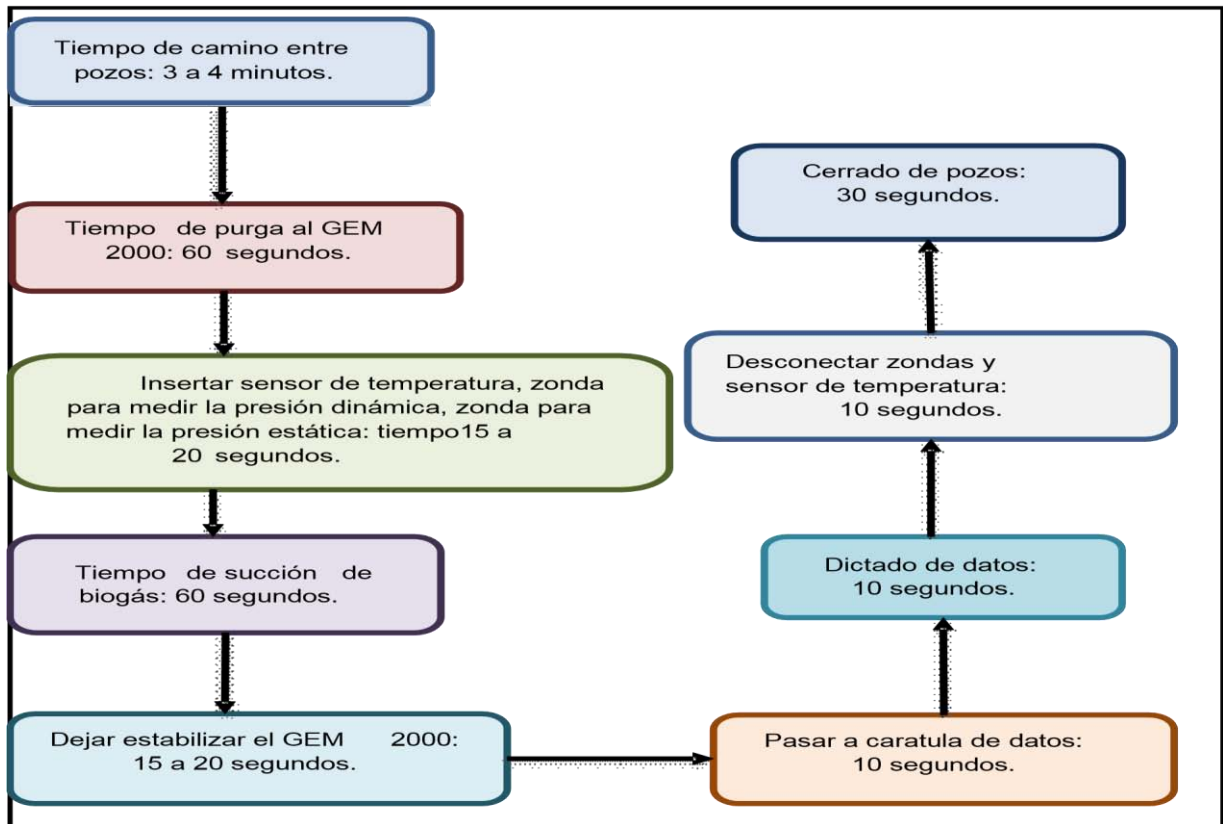 Tiempo de camino entre
pozos: 3 a 4 minutos.
Tiempo de purga al GEM
2000: 60 segundos.
Insertar sensor de temperatura, zonda
para medir la presión dinámica, zonda para
medir la presión estática: tiempo15 a
20 segundos.
Tiempo de succión de
biogás: 60 segundos.
Dejar estabilizar el GEM 2000:
15 a 20 segundos.
Pasar a caratula de datos:
10 segundos.
Dictado de datos:
10 segundos.
Desconectar zondas y
sensor de temperatura:
10 segundos.
Cerrado de pozos:
30 segundos.